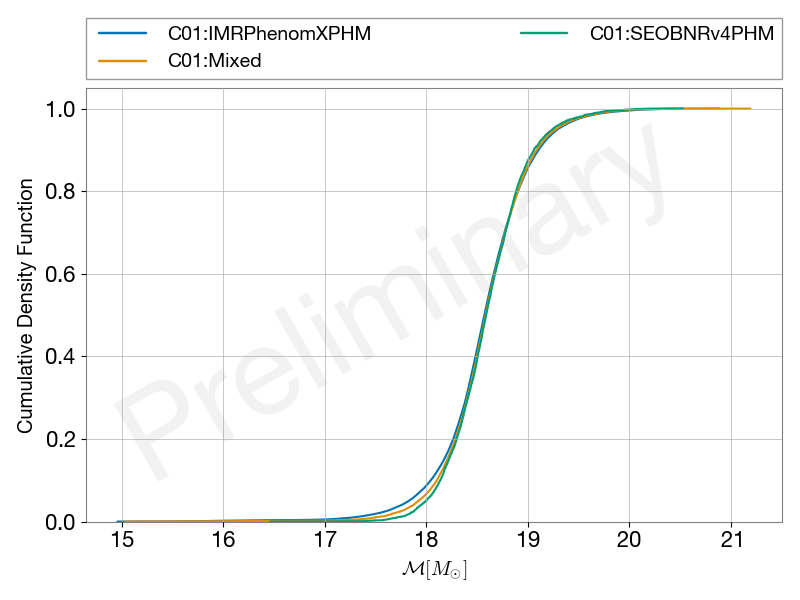 C01:IMRPhenomXPHM
C01:Mixed
C01:SEOBNRv4PHM
1.0
0.8
0.6
0.4
0.2
0.0
Cumulative Density Function
Preliminary
15 16 17 18 19 20 21
ℳ[M⊙]